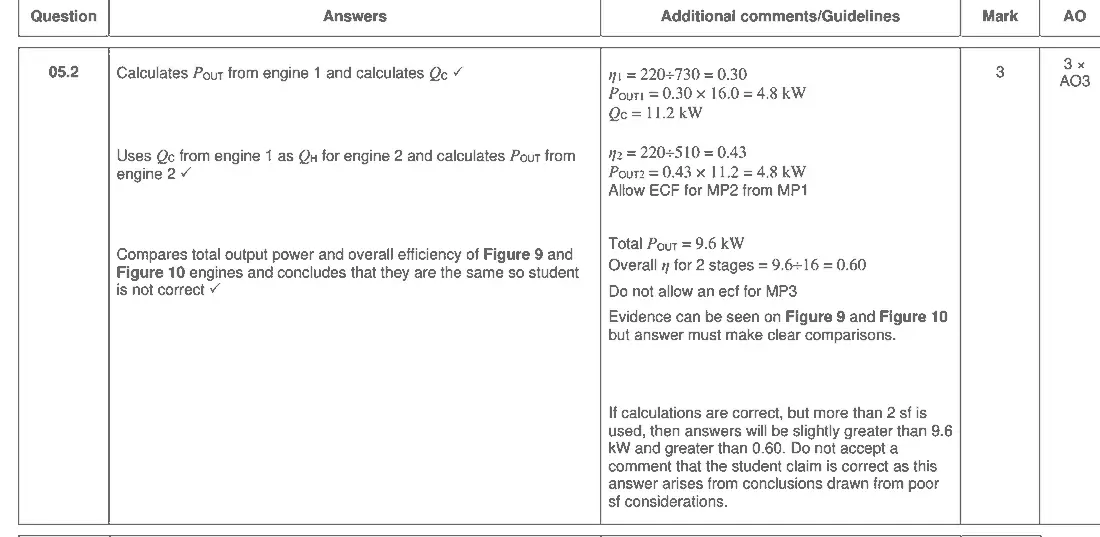 Question Answers Additional comments/Guidelines Mark AO
05.2 Calculates POUT from engine 1 and calculates QC ✓ η1 = 220÷730 = 0.30 3 3 ×
AO3
POUT1 = 0.30 × 16.0 = 4.8 kW
QC = 11.2 kW
Uses QC from engine 1 as QH for engine 2 and calculates POUT from
engine 2 ✓
η2 = 220÷510 = 0.43
POUT2 = 0.43 × 11.2 = 4.8 kW
Allow ECF for MP2 from MP1
Compares total output power and overall efficiency of Figure 9 and
Figure 10 engines and concludes that they are the same so student
is not correct ✓
Total POUT = 9.6 kW
Overall η for 2 stages = 9.6÷16 = 0.60
Do not allow an ecf for MP3
Evidence can be seen on Figure 9 and Figure 10
but answer must make clear comparisons.
If calculations are correct, but more than 2 sf is
used, then answers will be slightly greater than 9.6
kW and greater than 0.60. Do not accept a
comment that the student claim is correct as this
answer arises from conclusions drawn from poor
sf considerations.